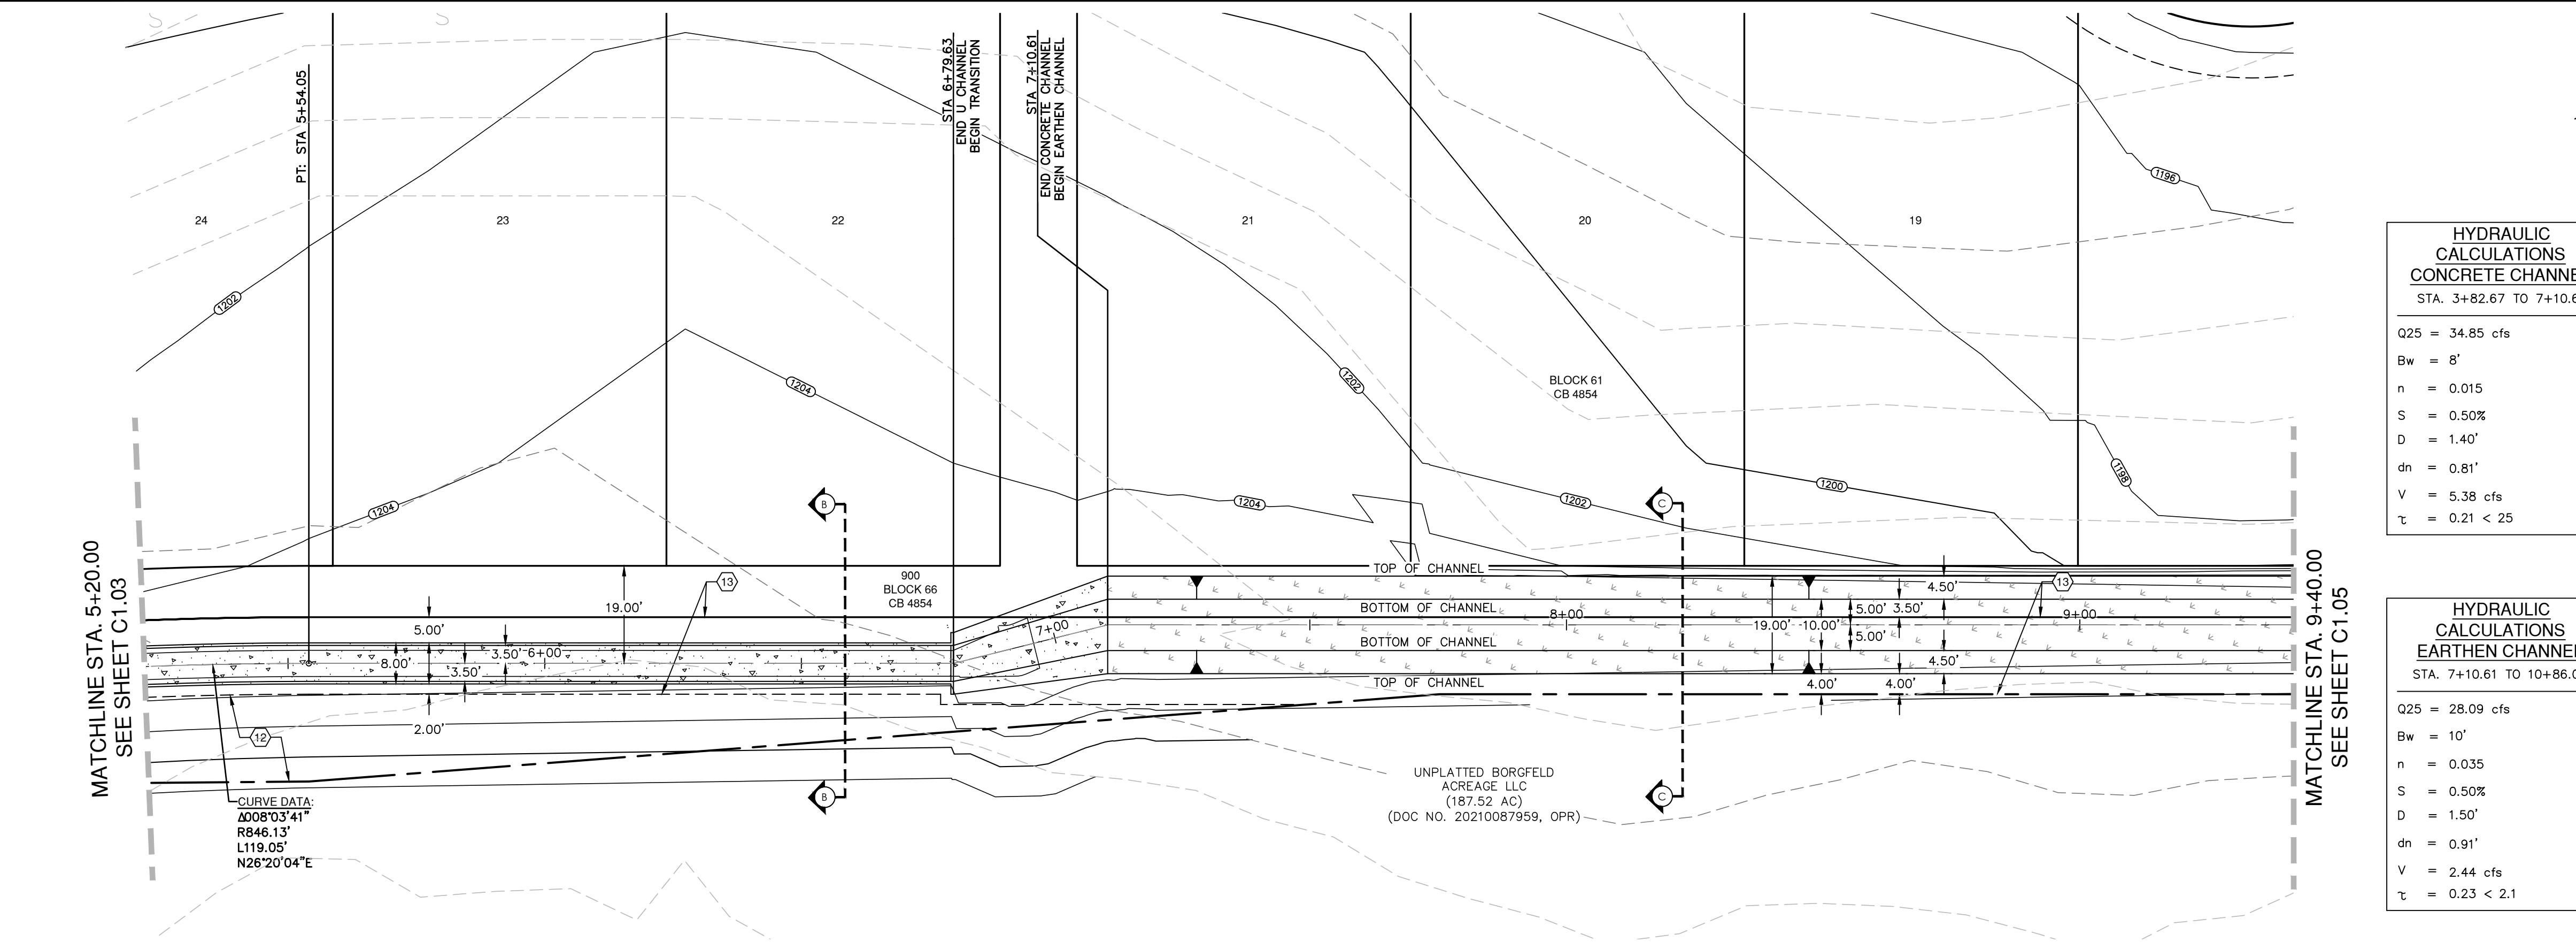 PT: STA 5+54.05
STA 6+79.63
END U CHANNEL
BEGIN TRANSITION
STA 7+10.61
END CONCRETE CHANNEL
BEGIN EARTHEN CHANNEL
24
23
22
21
20
19
1196
1202
1204
1202
1204
1204
1202
1200
1198
BLOCK 61
CB 4854
B
C
MATCHLINE STA. 5+20.00
SEE SHEET C1.03
900
BLOCK 66
CB 4854
13
19.00'
5.00'
3.50'
6+00
8.00'
3.50'
2.00'
12
7+00
TOP OF CHANNEL
BOTTOM OF CHANNEL
8+00
BOTTOM OF CHANNEL
TOP OF CHANNEL
4.50'
13
5.00'
3.50'
9+00
19.00'
10.00'
5.00'
4.50'
4.00'
4.00'
B
C
CURVE DATA:
Δ008°03'41"
R846.13'
L119.05'
N26°20'04"E
UNPLATTED BORGFELD
ACREAGE LLC
(187.52 AC)
(DOC NO. 20210087959, OPR)
MATCHLINE STA. 9+40.00
SEE SHEET C1.05
HYDRAULIC
CALCULATIONS
CONCRETE CHANNE
STA. 3+82.67 TO 7+10.6
Q25 = 34.85 cfs
Bw = 8'
n = 0.015
S = 0.50%
D = 1.40'
dn = 0.81'
V = 5.38 cfs
τ = 0.21 < 25
HYDRAULIC
CALCULATIONS
EARTHEN CHANNE
STA. 7+10.61 TO 10+86.0
Q25 = 28.09 cfs
Bw = 10'
n = 0.035
S = 0.50%
D = 1.50'
dn = 0.91'
V = 2.44 cfs
τ = 0.23 < 2.1